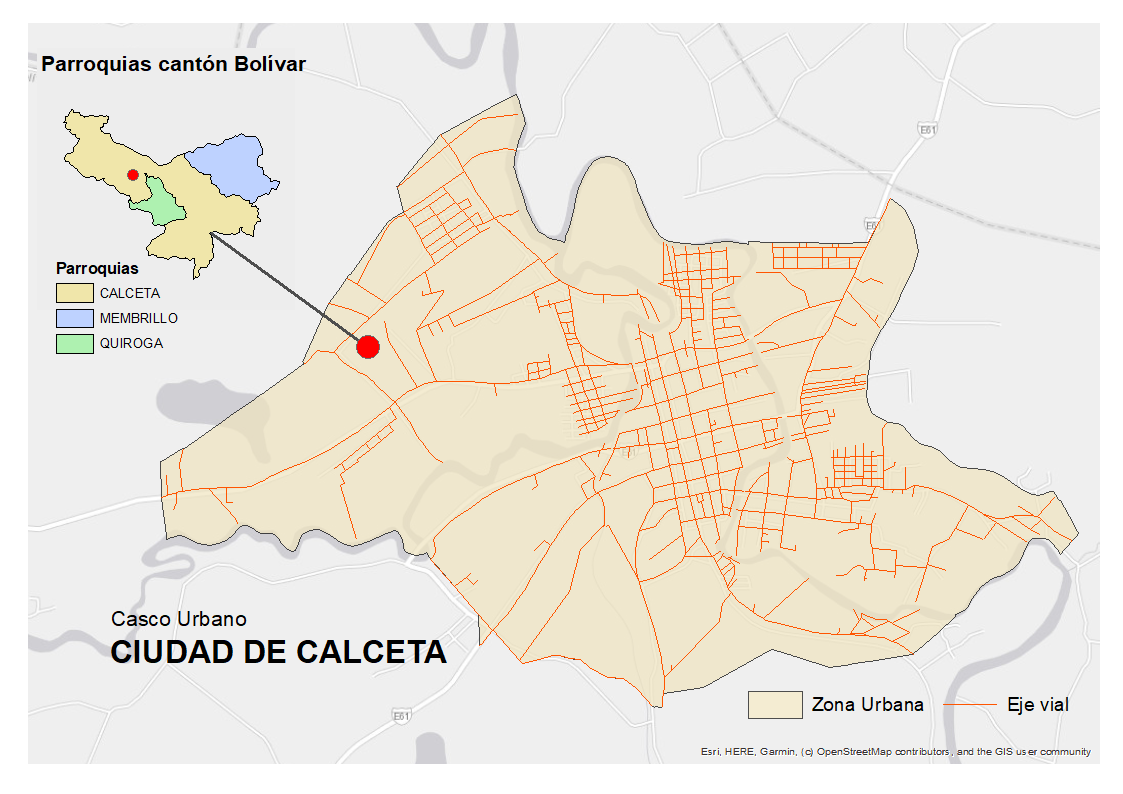 Parroquias cantón Bolívar
Parroquias
CALCETA
MEMBRILLO
QUIROGA
E61
E61
E61
Casco Urbano
CIUDAD DE CALCETA
E61
Zona Urbana
Eje vial
Esri, HERE, Garmin, (c) OpenStreetMap contributors, and the GIS user community